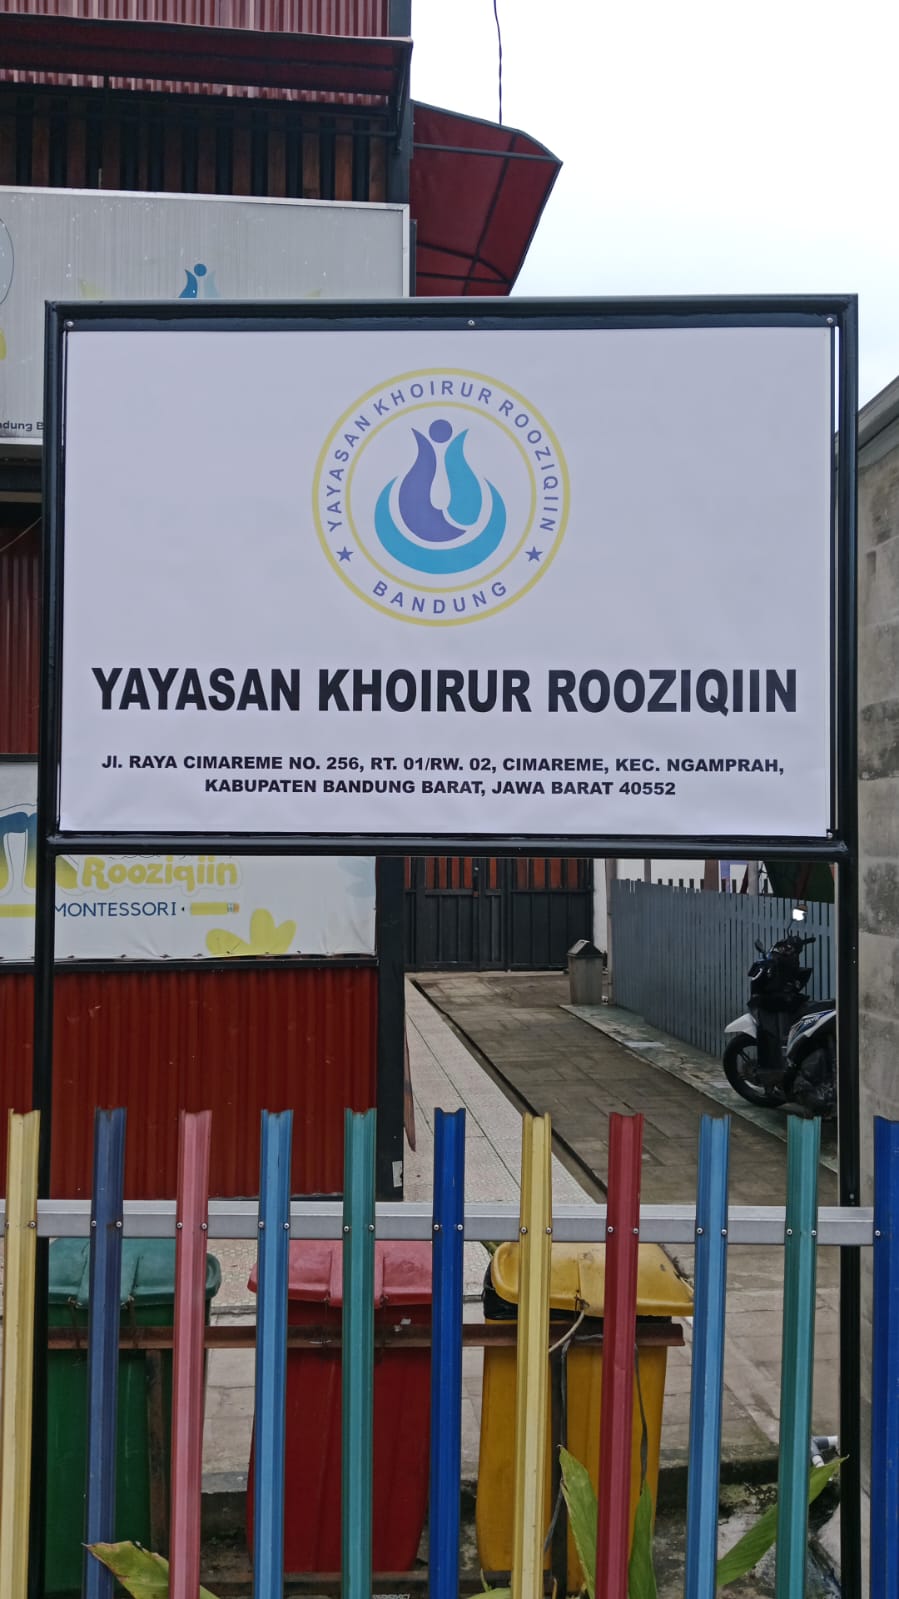 YAYASAN KHOIRUR ROOZIQIIN
BANDUNG
YAYASAN KHOIRUR ROOZIQIIN
Jl. RAYA CIMAREME NO. 256, RT. 01/RW. 02, CIMAREME, KEC. NGAMPRAH,
KABUPATEN BANDUNG BARAT, JAWA BARAT 40552
Rooziqiin
MONTESSORI